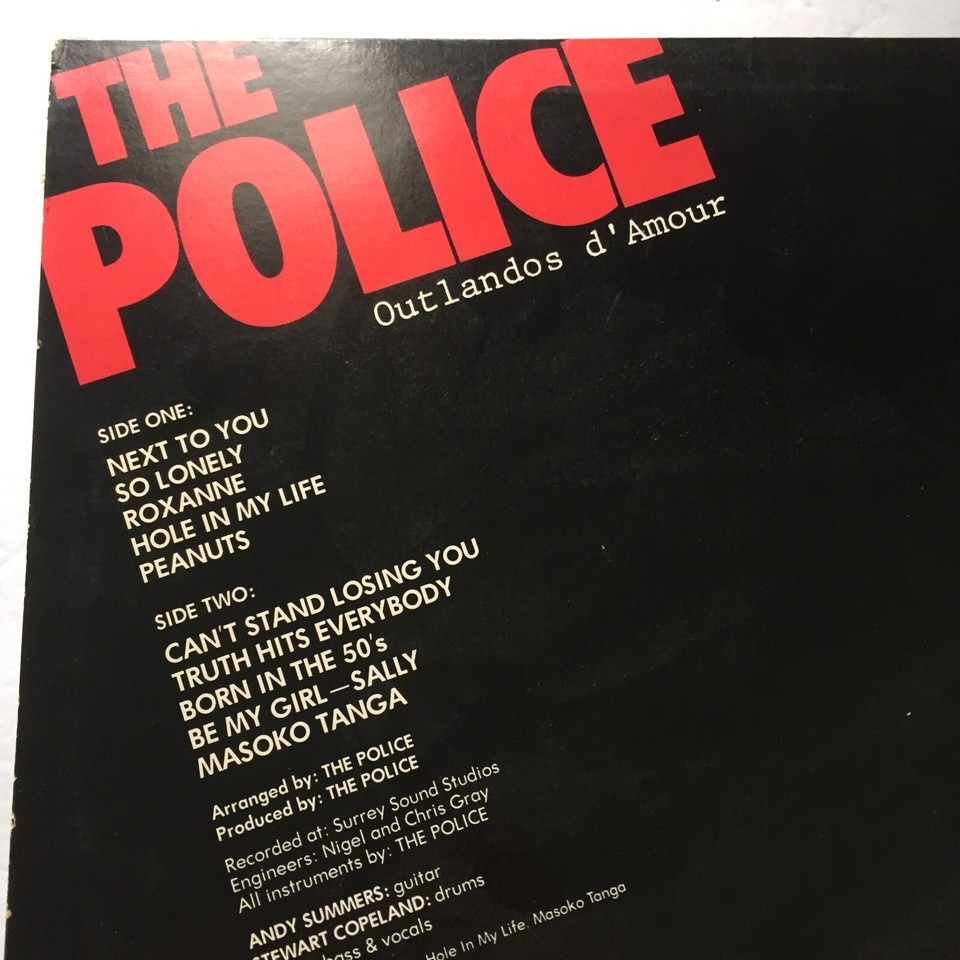 THE
POLICE
Outlandos d'Amour
SIDE ONE:
NEXT TO YOU
SO LONELY
ROXANNE
HOLE IN MY LIFE
PEANUTS
SIDE TWO:
CAN'T STAND LOSING YOU
TRUTH HITS EVERYBODY
BORN IN THE 50's
BE MY GIRL—SALLY
MASOKO TANGA
Arranged by: THE POLICE
Produced by: THE POLICE
Recorded at: Surrey Sound Studios
Engineers: Nigel and Chris Gray
All instruments by: THE POLICE
ANDY SUMMERS: guitar
STEWART COPELAND: drums
bass & vocals
Hole In My Life, Masoko Tanga